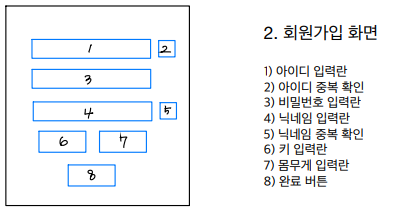 2. 회원가입 화면
1
2
3
4
5
6
7
8
1) 아이디 입력란
2) 아이디 중복 확인
3) 비밀번호 입력란
4) 닉네임 입력란
5) 닉네임 중복 확인
6) 키 입력란
7) 몸무게 입력란
8) 완료 버튼